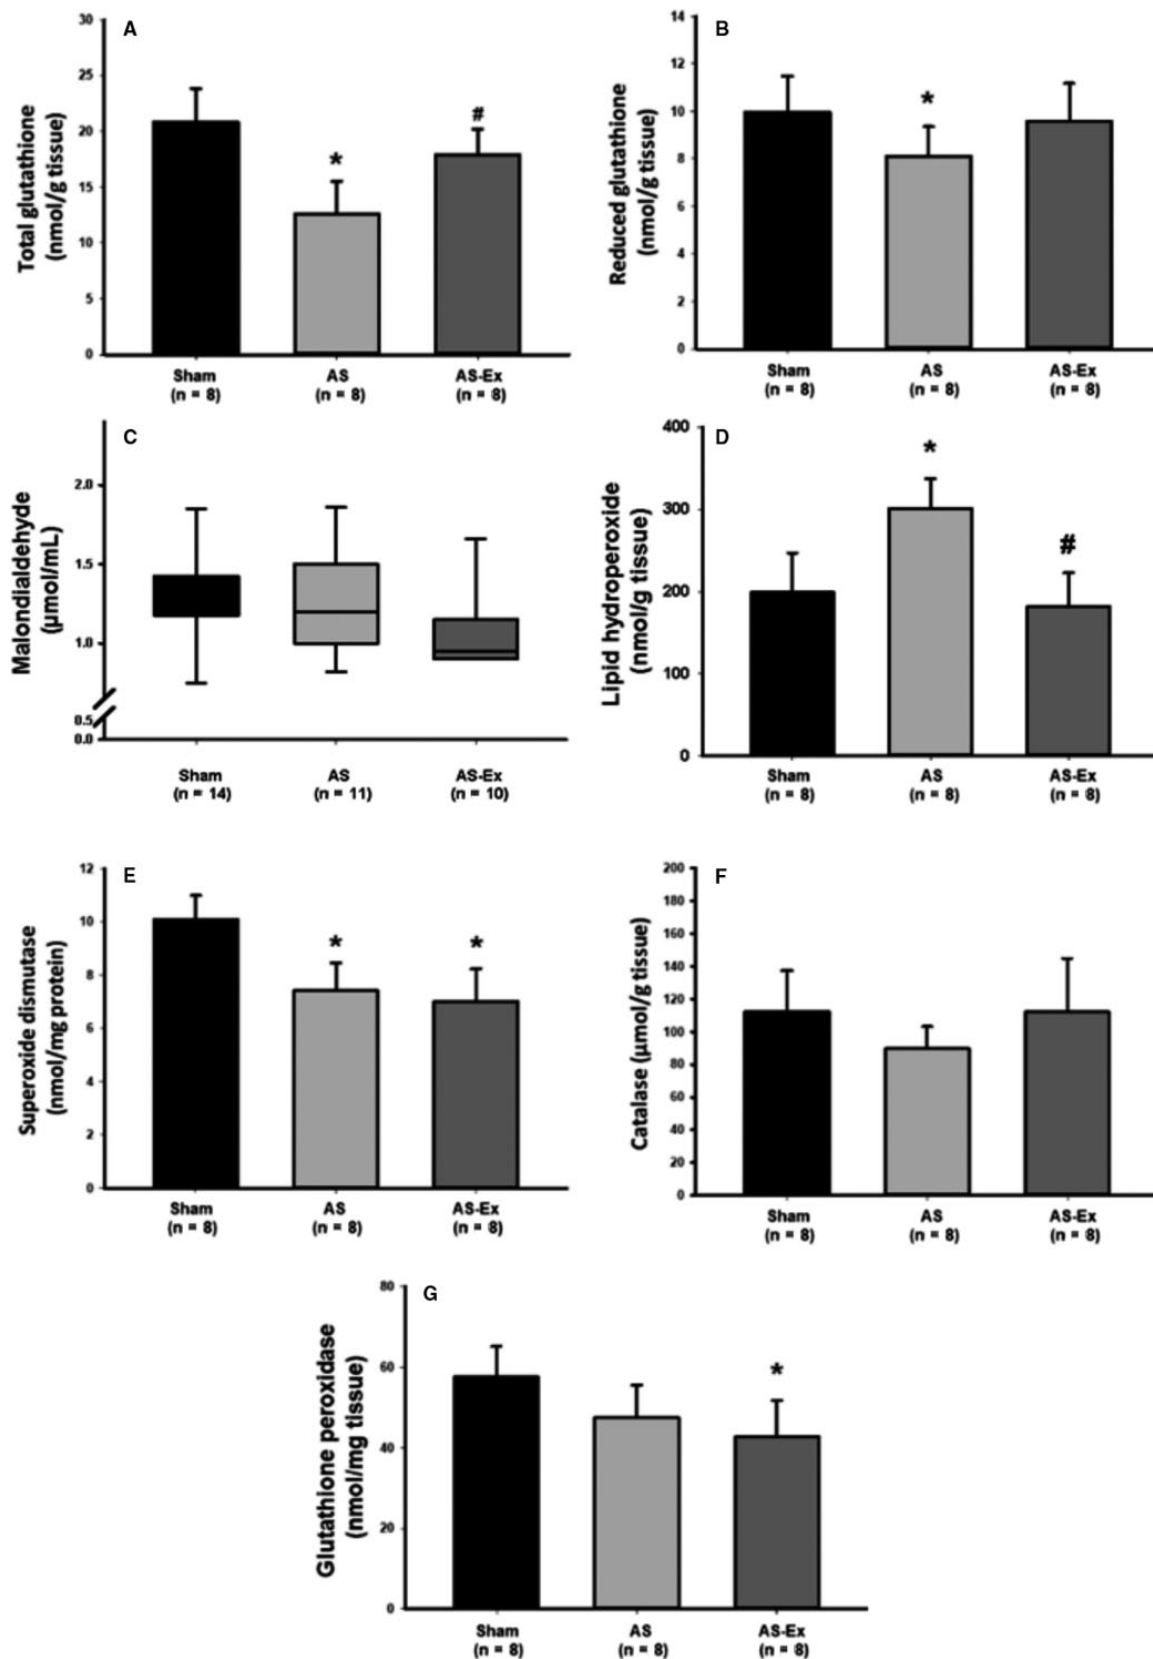 A
Total glutathione
(nmol/g tissue)
30
25
20
15
10
5
0
*
#
Sham
(n = 8)
AS
(n = 8)
AS-Ex
(n = 8)
B
Reduced glutathione
(nmol/g tissue)
14
12
10
8
6
4
2
0
*
Sham
(n = 8)
AS
(n = 8)
AS-Ex
(n = 8)
C
Malondialdehyde
(µmol/mL)
2.0
1.5
1.0
0.5
0.0
Sham
(n = 14)
AS
(n = 11)
AS-Ex
(n = 10)
D
Lipid hydroperoxide
(nmol/g tissue)
400
300
200
100
0
*
#
Sham
(n = 8)
AS
(n = 8)
AS-Ex
(n = 8)
E
Superoxide dismutase
(nmol/mg protein)
12
10
8
6
4
2
0
*
*
Sham
(n = 8)
AS
(n = 8)
AS-Ex
(n = 8)
F
Catalase (µmol/g tissue)
200
180
160
140
120
100
80
60
40
20
0
Sham
(n = 8)
AS
(n = 8)
AS-Ex
(n = 8)
G
Glutathione peroxidase
(nmol/mg tissue)
80
60
40
20
0
*
Sham
(n = 8)
AS
(n = 8)
AS-Ex
(n = 8)